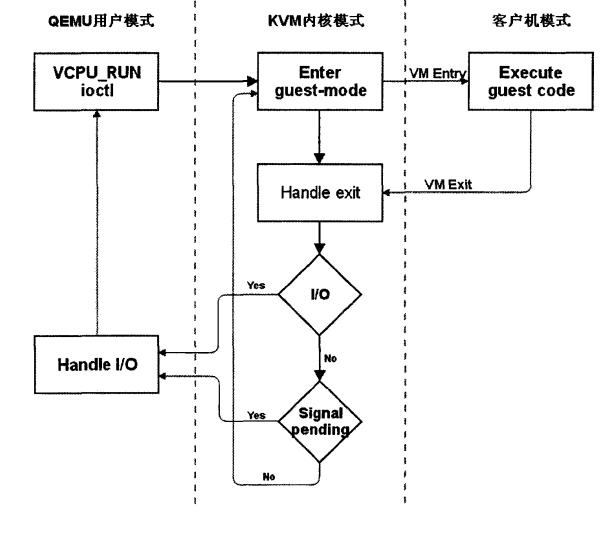 QEMU用户模式
KVM内核模式
客户机模式
VCPU_RUN
ioctl
Enter
guest-mode
VM Entry
Execute
guest code
Handle exit
VM Exit
I/O
Yes
No
Handle I/O
Signal
pending
Yes
No